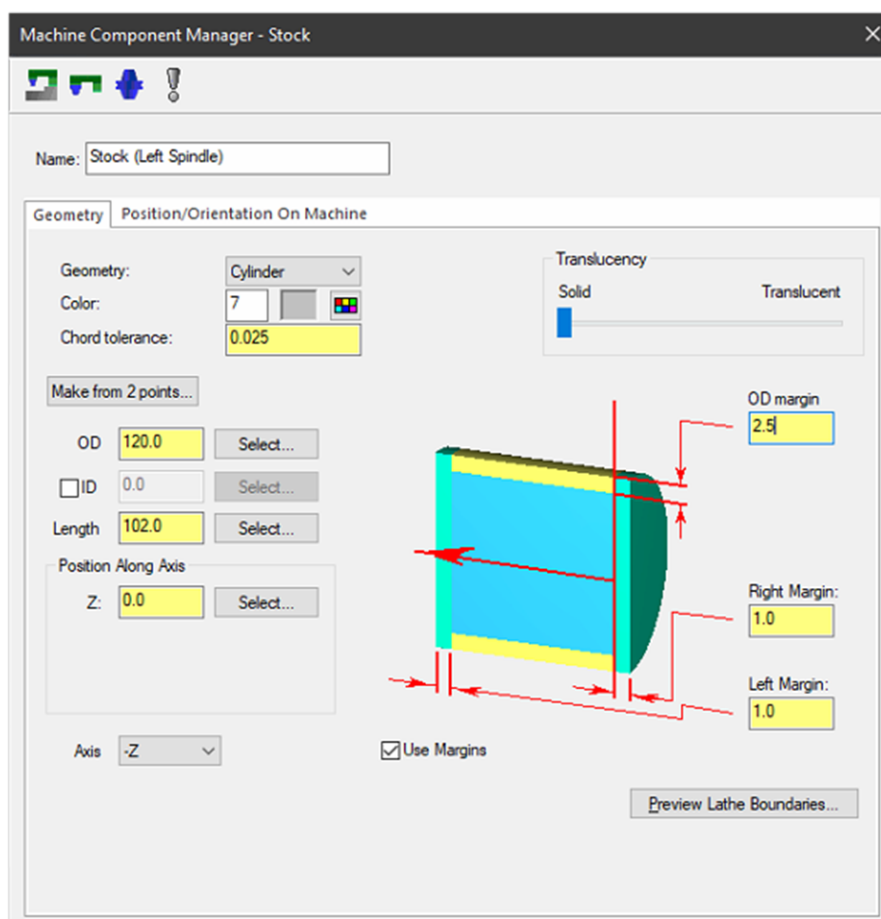 Machine Component Manager - Stock
Name: Stock (Left Spindle)
Geometry Position/Orientation On Machine
Geometry: Cylinder
Color: 7
Chord tolerance: 0.025
Translucency
Solid Translucent
Make from 2 points...
OD 120.0 Select...
ID 0.0 Select...
Length 102.0 Select...
Position Along Axis
Z: 0.0 Select...
Axis -Z
OD margin
2.5
Right Margin:
1.0
Left Margin:
1.0
Use Margins
Preview Lathe Boundaries...